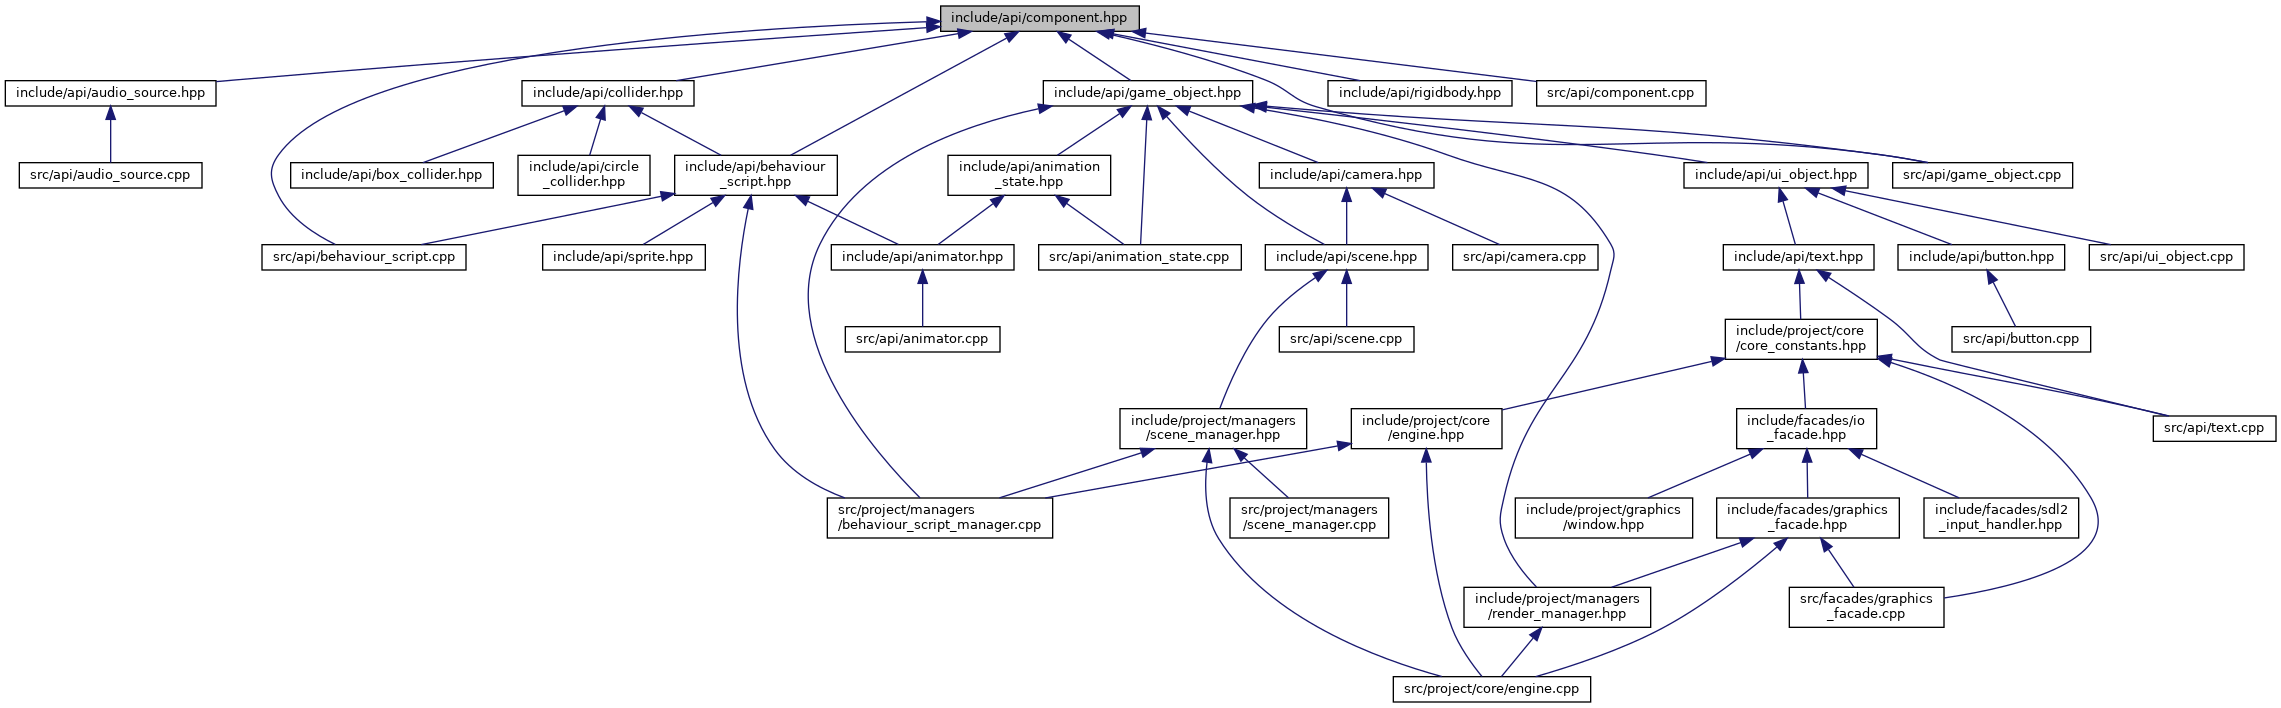 include/api/component.hpp
include/api/audio_source.hpp
include/api/collider.hpp
include/api/game_object.hpp
include/api/rigidbody.hpp
src/api/component.cpp
src/api/audio_source.cpp
include/api/box_collider.hpp
include/api/circle
_collider.hpp
include/api/behaviour
_script.hpp
include/api/animation
_state.hpp
include/api/camera.hpp
include/api/ui_object.hpp
src/api/game_object.cpp
src/api/behaviour_script.cpp
include/api/sprite.hpp
include/api/animator.hpp
src/api/animation_state.cpp
include/api/scene.hpp
src/api/camera.cpp
include/api/text.hpp
include/api/button.hpp
src/api/ui_object.cpp
src/api/animator.cpp
src/api/scene.cpp
include/project/core
/core_constants.hpp
src/api/button.cpp
include/project/managers
/scene_manager.hpp
include/project/core
/engine.hpp
include/facades/io
_facade.hpp
src/api/text.cpp
src/project/managers
/behaviour_script_manager.cpp
src/project/managers
/scene_manager.cpp
include/project/graphics
/window.hpp
include/facades/graphics
_facade.hpp
include/facades/sdl2
_input_handler.hpp
include/project/managers
/render_manager.hpp
src/facades/graphics
_facade.cpp
src/project/core/engine.cpp